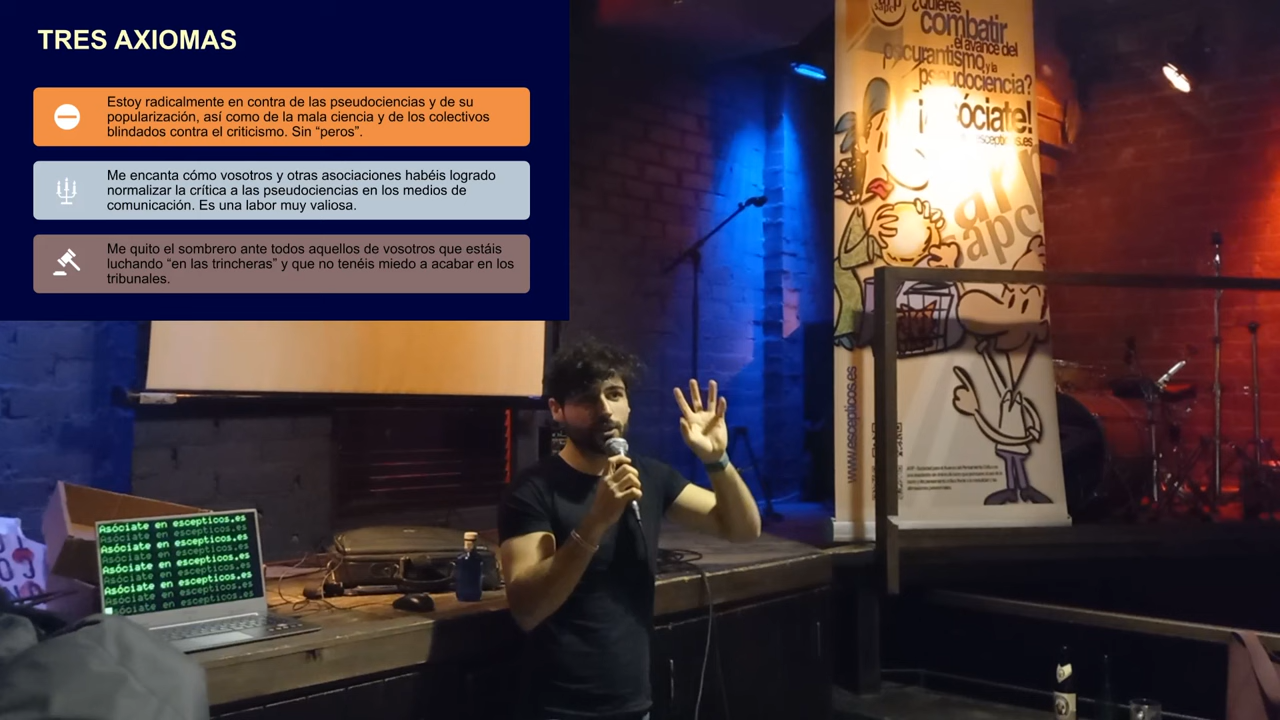 TRES AXIOMAS
Estoy radicalmente en contra de las pseudociencias y de su
popularización, así como de la mala ciencia y de los colectivos
blindados contra el criticismo. Sin “peros”.
Me encanta cómo vosotros y otras asociaciones habéis logrado
normalizar la crítica a las pseudociencias en los medios de
comunicación. Es una labor muy valiosa.
Me quito el sombrero ante todos aquellos de vosotros que estáis
luchando “en las trincheras” y que no tenéis miedo a acabar en los
tribunales.
¿Quieres
combatir
el avance del
oscurantismo y la
pseudociencia?
¡Asóciate!
arp
sapc
www.escepticos.es
Asóciate en escepticos.es
Asóciate en escepticos.es
Asóciate en escepticos.es
Asóciate en escepticos.es
Asóciate en escepticos.es
Asóciate en escepticos.es
Asóciate en escepticos.es
Asóciate en escepticos.es
Asóciate en escepticos.es